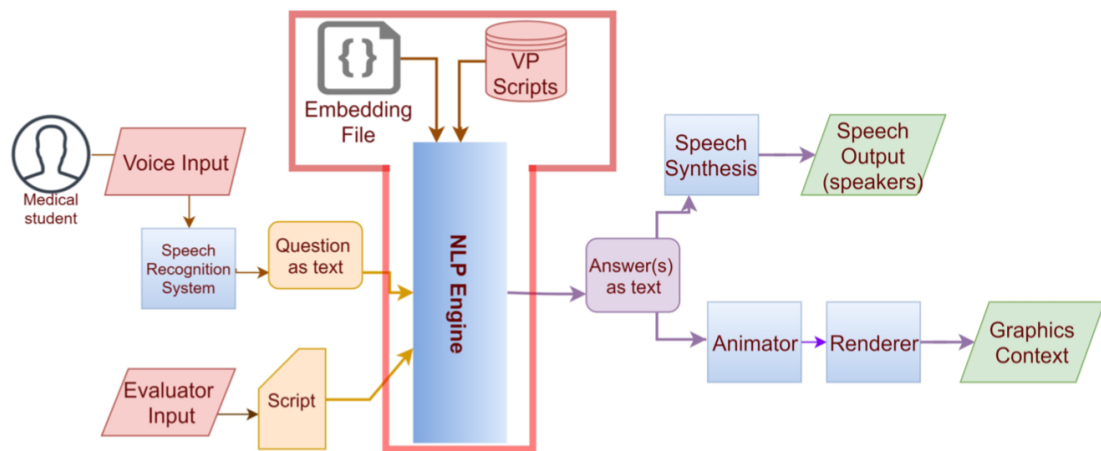 { }
Embedding
File
VP
Scripts
Medical
student
Voice Input
Speech
Recognition
System
Question
as text
Evaluator
Input
Script
NLP Engine
Answer(s)
as text
Speech
Synthesis
Speech
Output
(speakers)
Animator
Renderer
Graphics
Context